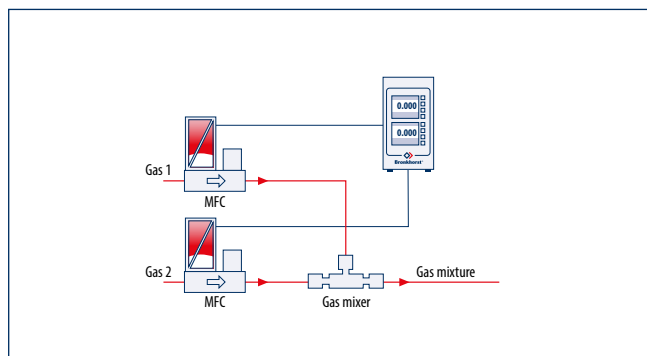 0.000
0.000
Bronkhorst®
Gas 1
MFC
Gas 2
MFC
Gas mixer
Gas mixture